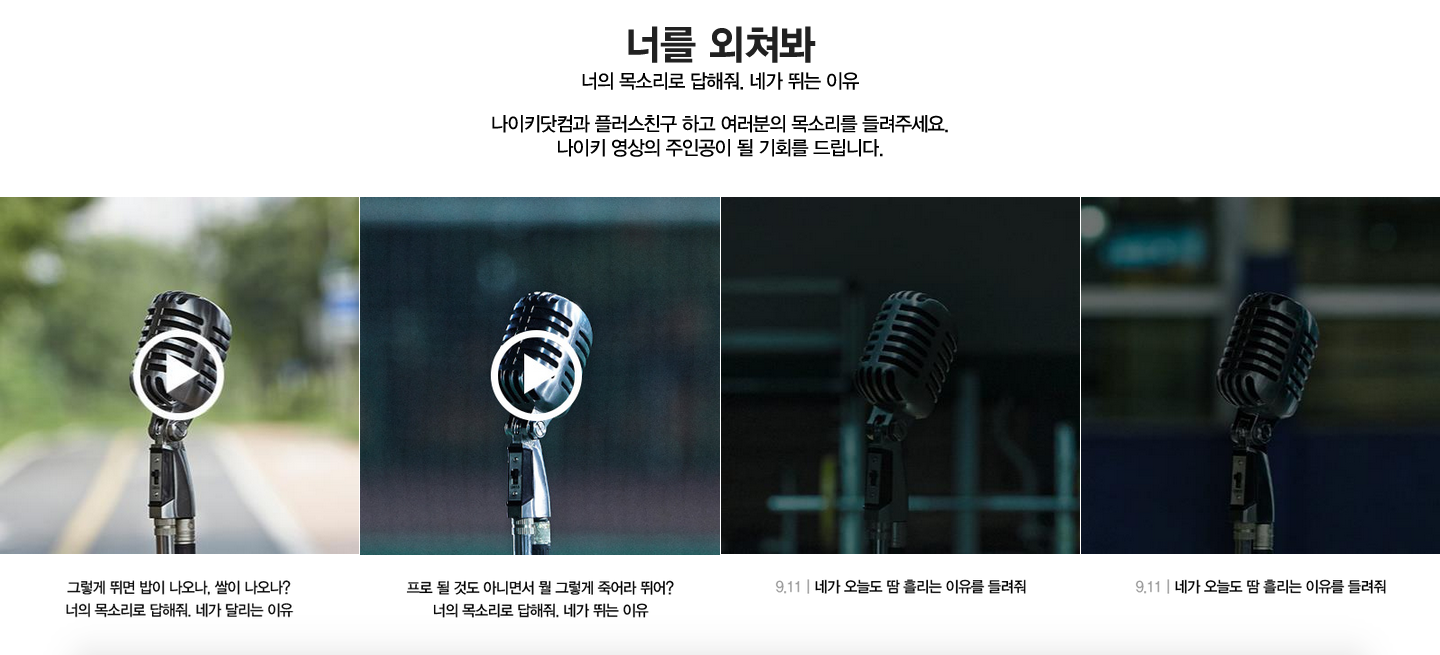 너를 외쳐봐
너의 목소리로 답해줘. 네가 뛰는 이유
나이키닷컴과 플러스친구 하고 여러분의 목소리를 들려주세요.
나이키 영상의 주인공이 될 기회를 드립니다.
그렇게 뛰면 밥이 나오나, 쌀이 나오나?
너의 목소리로 답해줘. 네가 달리는 이유
프로 될 것도 아니면서 뭘 그렇게 죽어라 뛰어?
너의 목소리로 답해줘. 네가 뛰는 이유
9.11 | 네가 오늘도 땀 흘리는 이유를 들려줘
9.11 | 네가 오늘도 땀 흘리는 이유를 들려줘